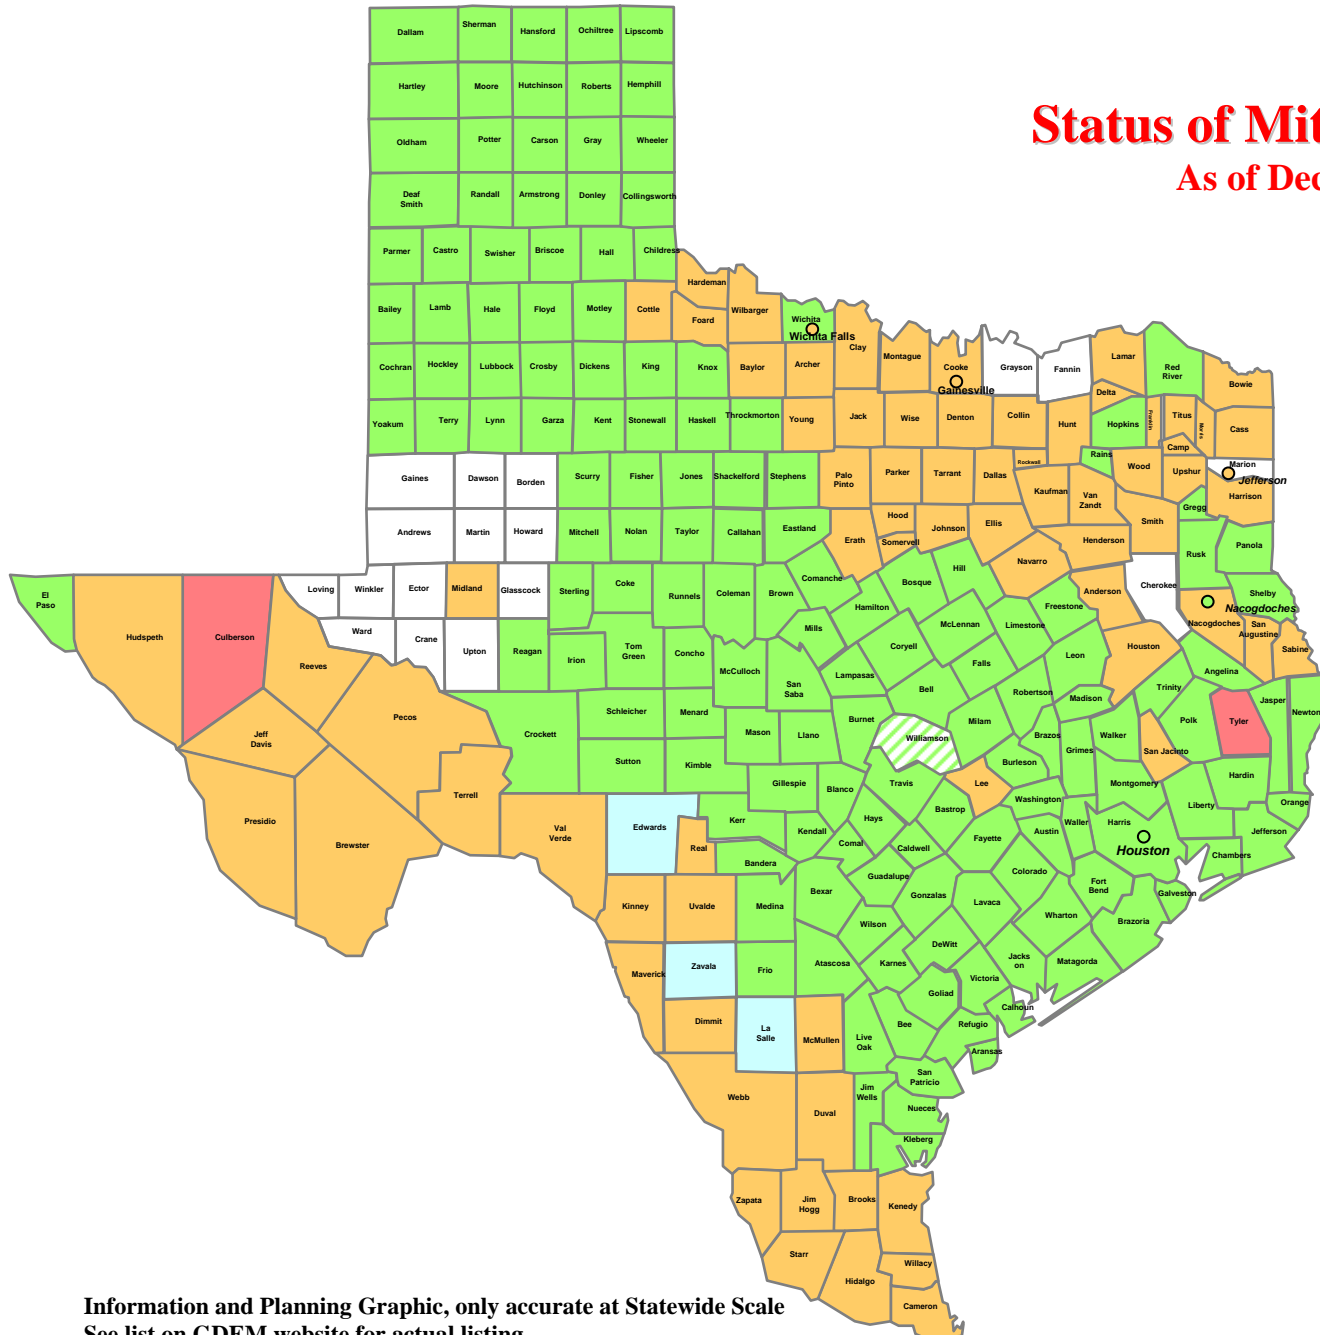 Status of Mit
As of Dec
Dallam Sherman Hansford Ochiltree Lipscomb
Hartley Moore Hutchinson Roberts Hemphill
Oldham Potter Carson Gray Wheeler
Deaf Smith Randall Armstrong Donley Collingsworth
Parmer Castro Swisher Briscoe Hall Childress
Hardeman
Bailey Lamb Hale Floyd Motley Cottle Foard Wilbarger Wichita
Wichita Falls
Clay Montague Cooke
Gainesville
Grayson Fannin Lamar Red River Bowie
Cochran Hockley Lubbock Crosby Dickens King Knox Baylor Archer
Delta
Yoakum Terry Lynn Garza Kent Stonewall Haskell Throckmorton Young Jack Wise Denton Collin Hunt Hopkins Franklin Titus Morris Cass
Camp
Rains Rockwall
Marion
Jefferson
Gaines Dawson Borden Scurry Fisher Jones Shackelford Stephens Palo Pinto Parker Tarrant Dallas Kaufman Van Zandt Wood Upshur Harrison
Gregg
Andrews Martin Howard Mitchell Nolan Taylor Callahan Eastland Erath Hood Somervell Johnson Ellis Henderson Smith Rusk Panola
Navarro
El Paso Hudspeth Culberson
Loving Winkler Ector Midland Glasscock Sterling Coke Runnels Coleman Brown Comanche Hamilton Bosque Hill Freestone Anderson Cherokee Shelby
Nacogdoches
Nacogdoches San Augustine Sabine
Ward Crane Upton Reagan Irion Tom Green Concho McCulloch San Saba Mills Lampasas Coryell McLennan Limestone Falls Leon Houston Angelina
Reeves Jeff Davis Pecos Terrell Presidio Brewster
Crockett Schleicher Menard Mason Llano Burnet Bell Williamson Milam Robertson Madison Trinity Polk Tyler Jasper Newton
Brazos Grimes Walker San Jacinto
Sutton Kimble Gillespie Blanco Travis Lee Burleson Montgomery Hardin
Washington Liberty Orange
Val Verde Edwards Real Kerr Kendall Hays Bastrop Fayette Austin Waller Harris
Houston
Jefferson Chambers
Bandera Comal Caldwell Guadalupe Colorado Fort Bend Galveston
Kinney Uvalde Medina Bexar Gonzalas Lavaca Wharton Brazoria
Wilson DeWitt
Maverick Zavala Frio Atascosa Karnes Jacks on Matagorda
Goliad Victoria Calhoun
Dimmit La Salle McMullen Live Oak Bee Refugio
Aransas
San Patricio
Webb Duval Jim Wells Nueces
Kleberg
Zapata Jim Hogg Brooks Kenedy
Starr Hidalgo Willacy
Cameron
Information and Planning Graphic, only accurate at Statewide Scale
See list on GDEM website for actual listing